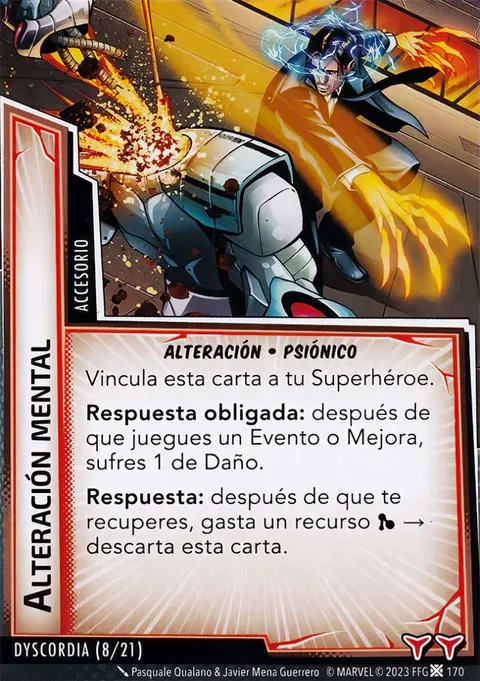 ACCESORIO
ALTERACIÓN MENTAL
ALTERACIÓN • PSIÓNICO
Vincula esta carta a tu Superhéroe.
Respuesta obligada: después de
que juegues un Evento o Mejora,
sufres 1 de Daño.
Respuesta: después de que te
recuperes, gasta un recurso →
descarta esta carta.
DYSCORDIA (8/21)
Pasquale Qualano & Javier Mena Guerrero © MARVEL © 2023 FFG 170